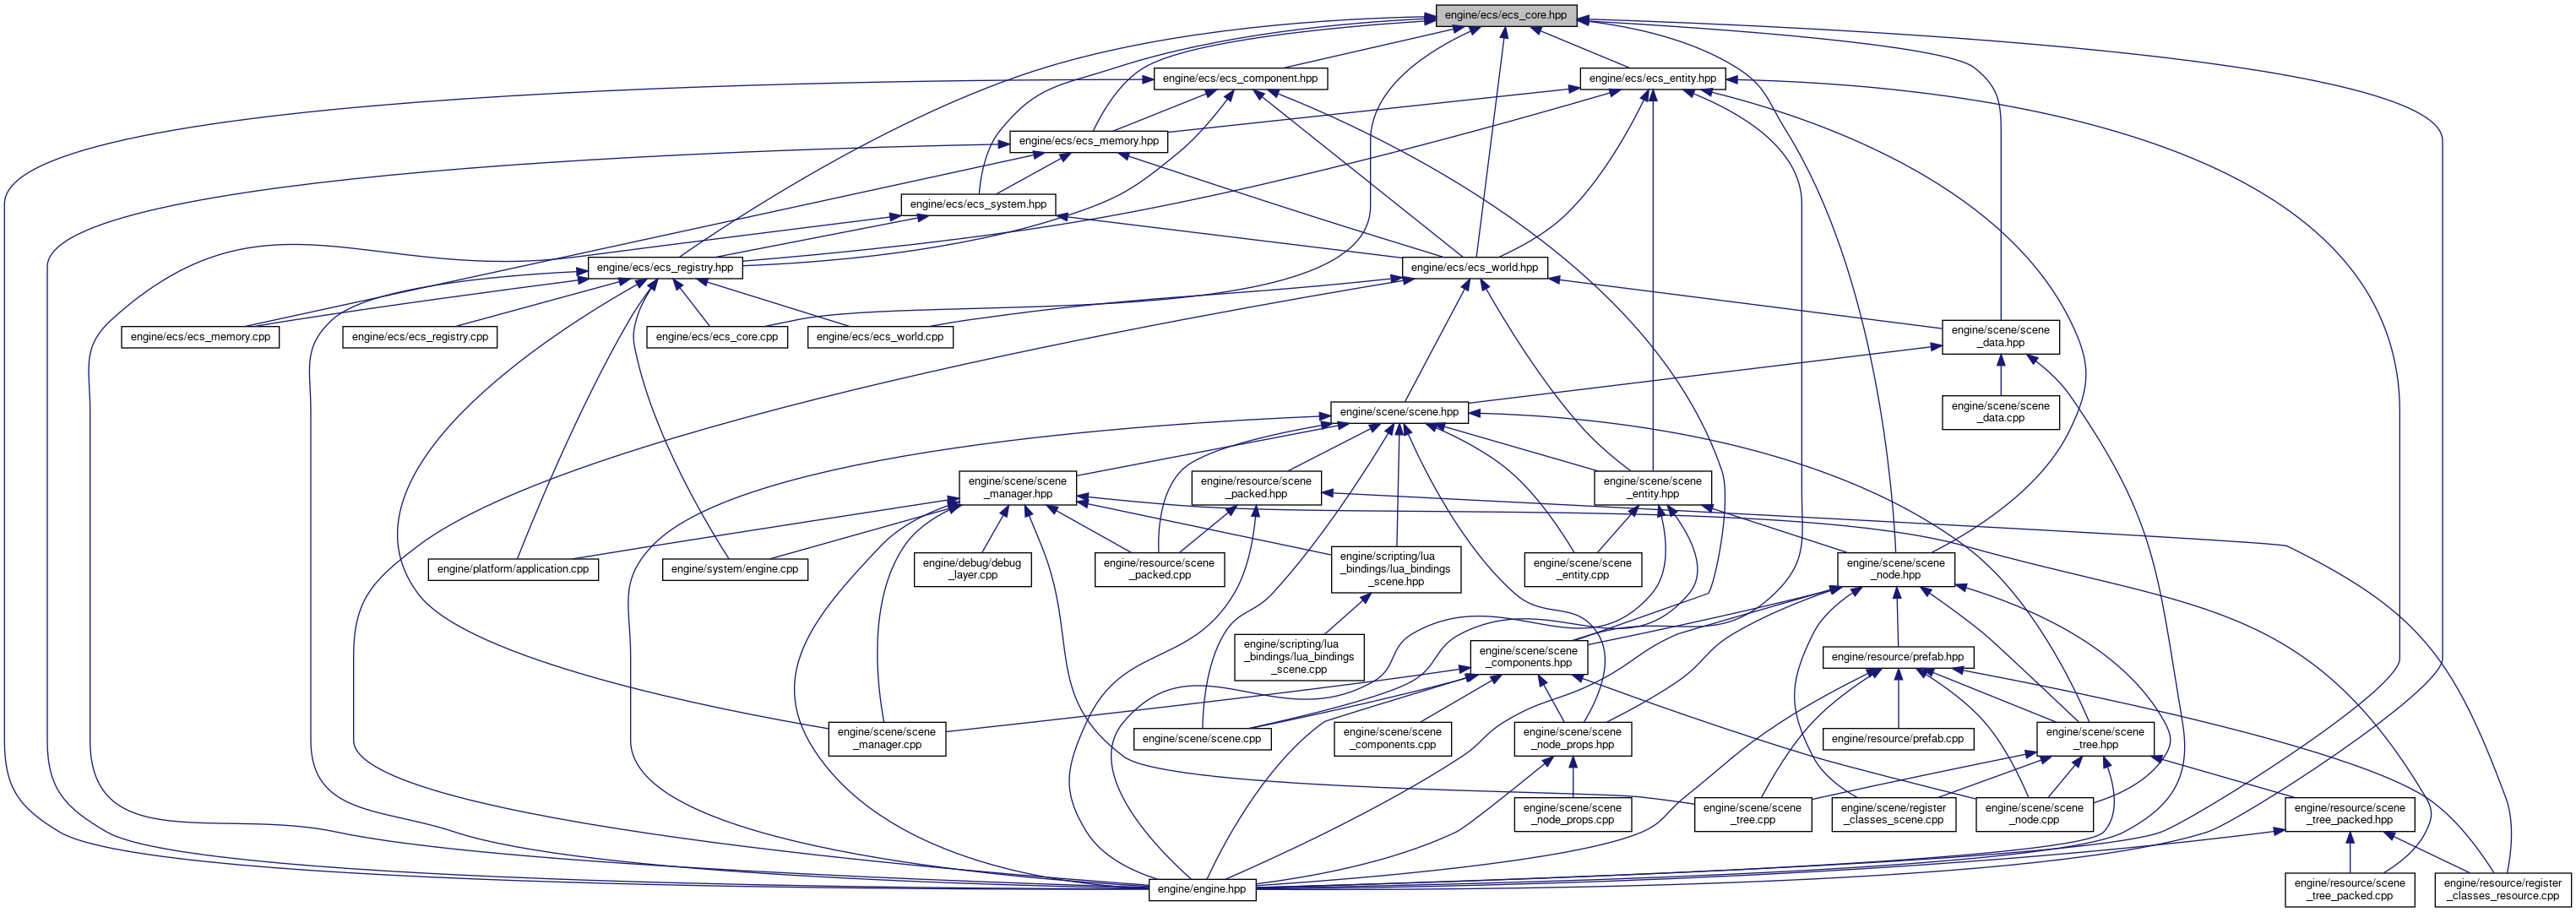 engine/ecs/ecs_core.hpp
engine/ecs/ecs_component.hpp
engine/ecs/ecs_entity.hpp
engine/ecs/ecs_memory.hpp
engine/ecs/ecs_system.hpp
engine/ecs/ecs_registry.hpp
engine/ecs/ecs_world.hpp
engine/ecs/ecs_memory.cpp
engine/ecs/ecs_registry.cpp
engine/ecs/ecs_core.cpp
engine/ecs/ecs_world.cpp
engine/scene/scene
_data.hpp
engine/scene/scene.hpp
engine/scene/scene
_data.cpp
engine/scene/scene
_manager.hpp
engine/resource/scene
_packed.hpp
engine/scene/scene
_entity.hpp
engine/platform/application.cpp
engine/system/engine.cpp
engine/debug/debug
_layer.cpp
engine/resource/scene
_packed.cpp
engine/scripting/lua
_bindings/lua_bindings
_scene.hpp
engine/scene/scene
_entity.cpp
engine/scene/scene
_node.hpp
engine/scripting/lua
_bindings/lua_bindings
_scene.cpp
engine/scene/scene
_components.hpp
engine/resource/prefab.hpp
engine/scene/scene
_manager.cpp
engine/scene/scene.cpp
engine/scene/scene
_components.cpp
engine/scene/scene
_node_props.hpp
engine/resource/prefab.cpp
engine/scene/scene
_tree.hpp
engine/scene/scene
_node_props.cpp
engine/scene/scene
_tree.cpp
engine/scene/register
_classes_scene.cpp
engine/scene/scene
_node.cpp
engine/resource/scene
_tree_packed.hpp
engine/engine.hpp
engine/resource/scene
_tree_packed.cpp
engine/resource/register
_classes_resource.cpp